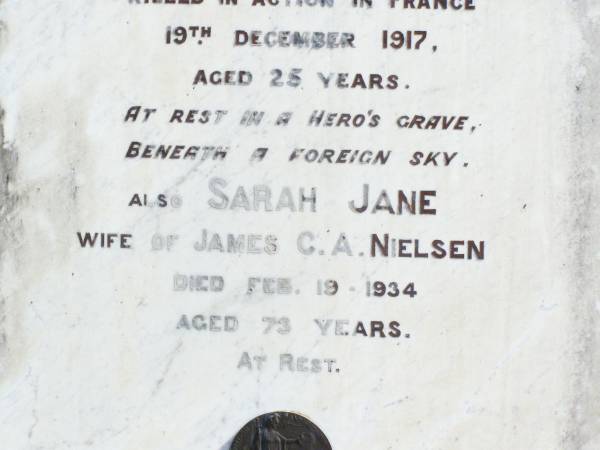 KILLED IN ACTION IN FRANCE
19TH DECEMBER 1917,
AGED 25 YEARS.
AT REST IN A HERO'S GRAVE,
BENEATH A FOREIGN SKY.
ALSO SARAH JANE
WIFE OF JAMES C. A. NIELSEN
DIED FEB. 19 - 1934
AGED 73 YEARS.
AT REST.